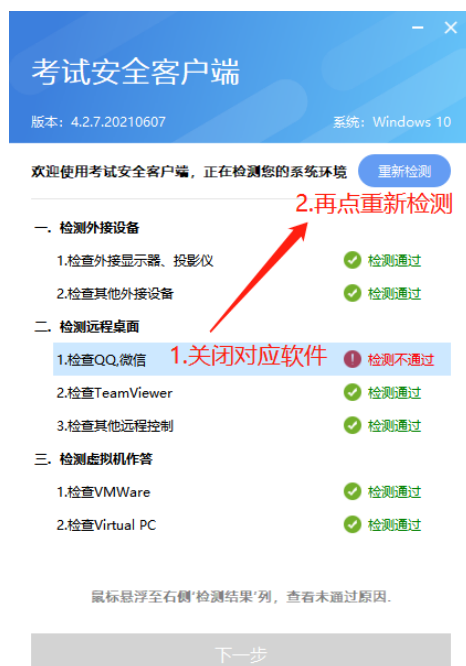 考试安全客户端
版本: 4.2.7.20210607 系统: Windows 10
欢迎使用考试安全客户端, 正在检测您的系统环境 重新检测
2.再点重新检测
一. 检测外接设备
1.检查外接显示器、投影仪 检测通过
2.检查其他外接设备 检测通过
二. 检测远程桌面
1.检查QQ,微信 1.关闭对应软件 检测不通过
2.检查TeamViewer 检测通过
3.检查其他远程控制 检测通过
三. 检测虚拟机作答
1.检查VMWare 检测通过
2.检查Virtual PC 检测通过
鼠标悬浮至右侧'检测结果'列, 查看未通过原因.
下一步